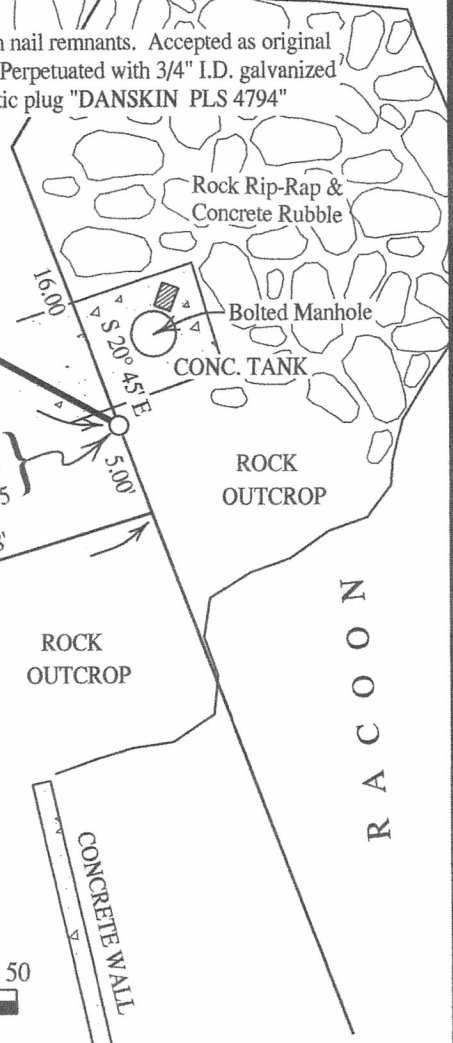 n nail remnants. Accepted as original
Perpetuated with 3/4" I.D. galvanized
tic plug "DANSKIN PLS 4794"
Rock Rip-Rap &
Concrete Rubble
16.00
Bolted Manhole
S 20° 45' E
CONC. TANK
5.00'
5
ROCK
OUTCROP
ROCK
OUTCROP
RACOON
CONCRETE WALL
50